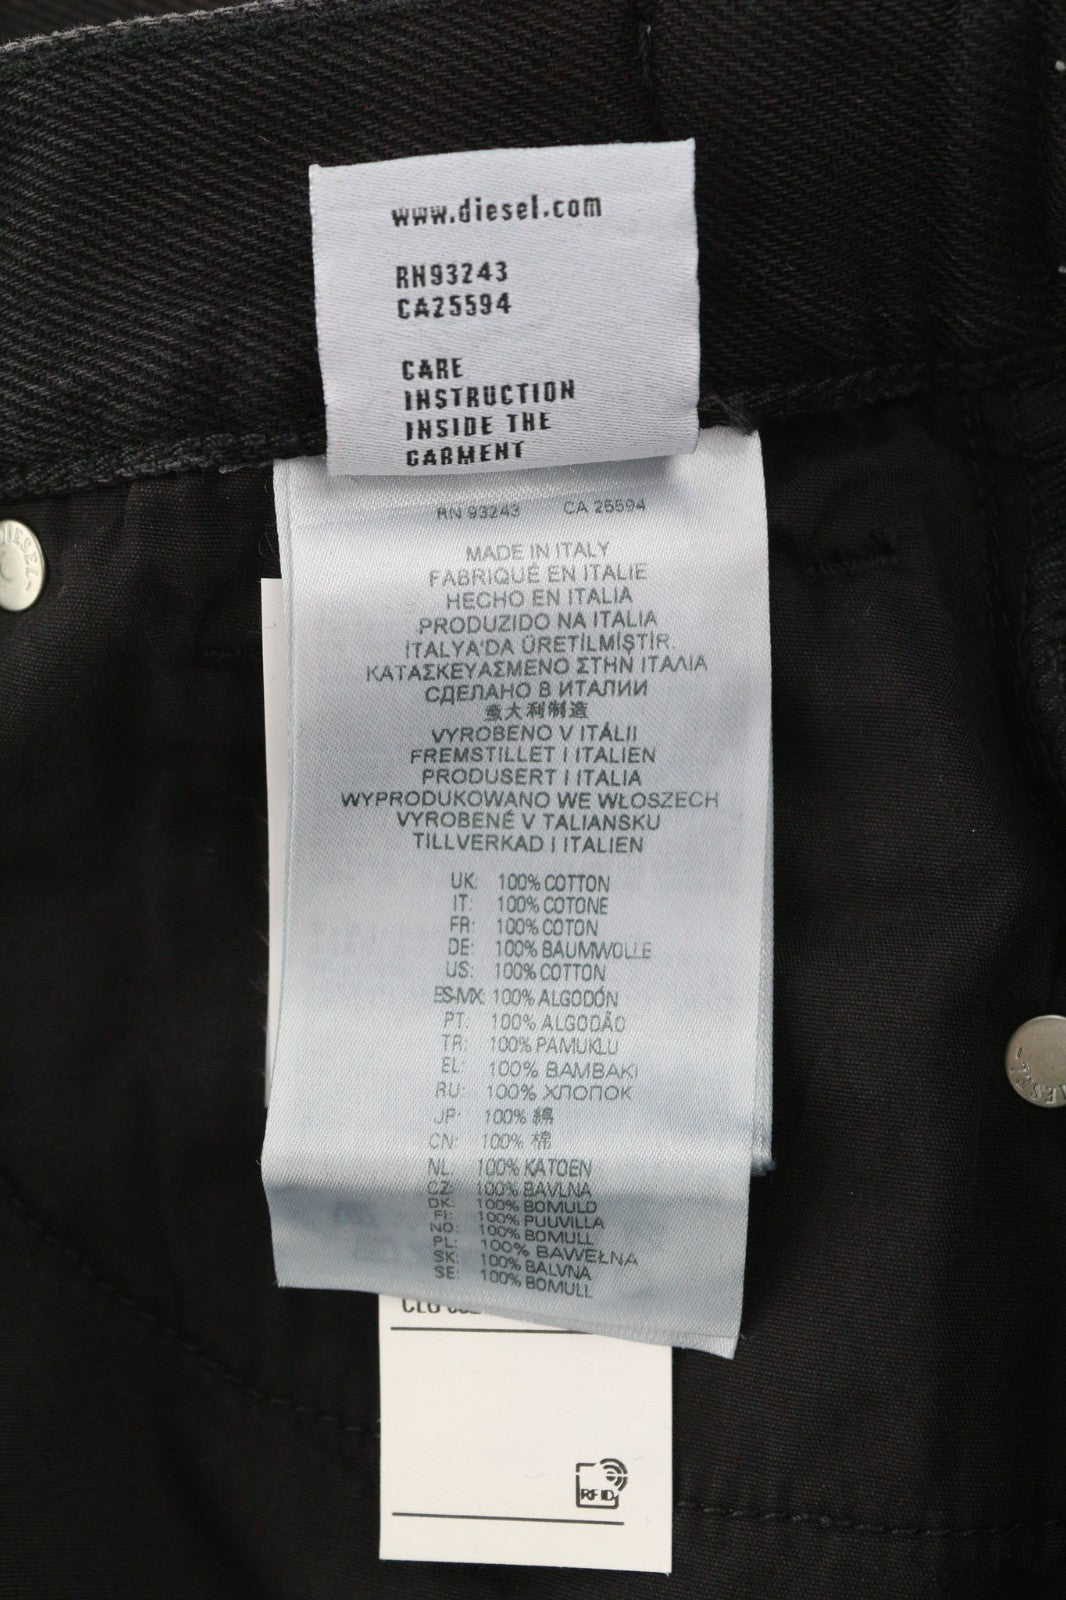 www.diesel.com
RN93243
CA25594
CARE
INSTRUCTION
INSIDE THE
GARMENT
RN 93243 CA 25594
MADE IN ITALY
FABRIQUÉ EN ITALIE
HECHO EN ITALIA
PRODUZIDO NA ITALIA
İTALYA'DA ÜRETİLMİŞTİR.
ΚΑΤΑΣΚΕΥΑΣΜΕΝΟ ΣΤΗΝ ΙΤΑΛΙΑ
СДЕЛАНО В ИТАЛИИ
意大利制造
VYROBENO V ITÁLII
FREMSTILLET I ITALIEN
PRODUSERT I ITALIA
WYPRODUKOWANO WE WŁOSZECH
VYROBENÉ V TALIANSKU
TILLVERKAD I ITALIEN
UK: 100% COTTON
IT: 100% COTONE
FR: 100% COTON
DE: 100% BAUMWOLLE
US: 100% COTTON
ES-MX: 100% ALGODÓN
PT: 100% ALGODÃO
TR: 100% PAMUKLU
EL: 100% ΒΑΜΒΑΚΙ
RU: 100% ХЛОПОК
JP: 100% 綿
CN: 100% 棉
NL: 100% KATOEN
CZ: 100% BAVLNA
DK: 100% BOMULD
FI: 100% PUUVILLA
NO: 100% BOMULL
PL: 100% BAWEŁNA
SK: 100% BALVNA
SE: 100% BOMULL
RFID
DIESEL